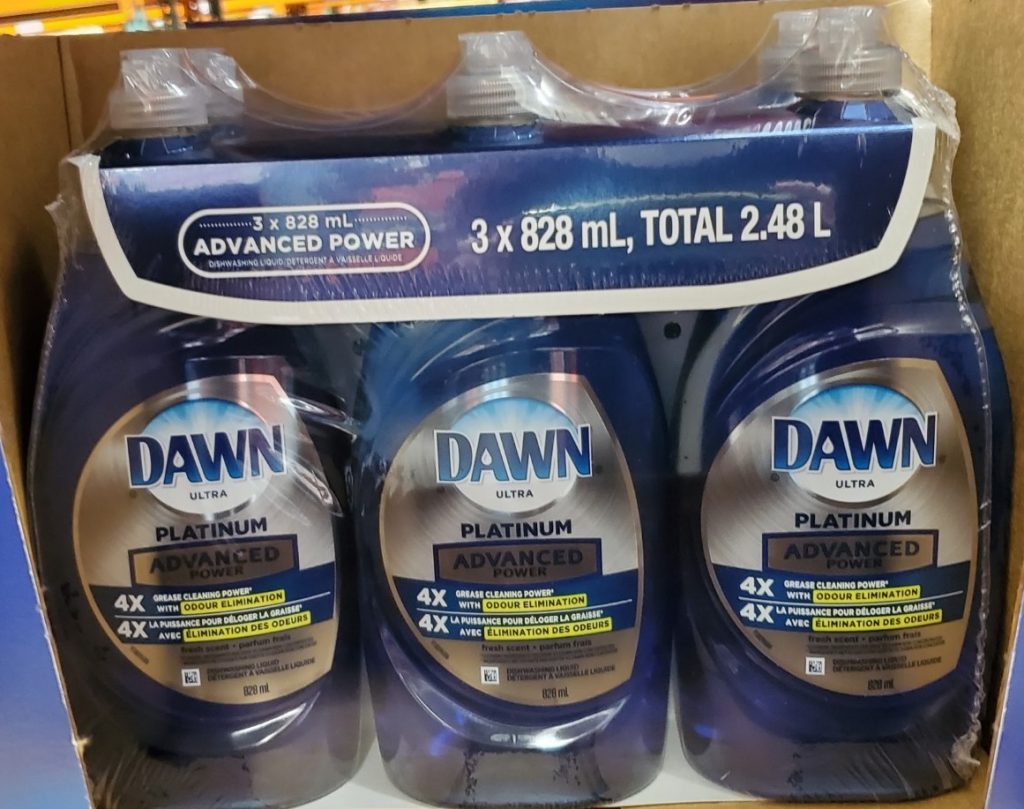 3 x 828 mL
ADVANCED POWER
DISHWASHING LIQUID/DÉTERGENT À VAISSELLE LIQUIDE
3 x 828 mL, TOTAL 2.48 L
DAWN
ULTRA
PLATINUM
ADVANCED
POWER
4X GREASE CLEANING POWER*
WITH ODOUR ELIMINATION
4X LA PUISSANCE POUR DÉLOGER LA GRAISSE*
AVEC ÉLIMINATION DES ODEURS
fresh scent • parfum frais
DISHWASHING LIQUID
DÉTERGENT À VAISSELLE LIQUIDE
828 mL
DAWN
ULTRA
PLATINUM
ADVANCED
POWER
4X GREASE CLEANING POWER*
WITH ODOUR ELIMINATION
4X LA PUISSANCE POUR DÉLOGER LA GRAISSE*
AVEC ÉLIMINATION DES ODEURS
fresh scent • parfum frais
DISHWASHING LIQUID
DÉTERGENT À VAISSELLE LIQUIDE
828 mL
DAWN
ULTRA
PLATINUM
ADVANCED
POWER
4X GREASE CLEANING POWER*
WITH ODOUR ELIMINATION
4X LA PUISSANCE POUR DÉLOGER LA GRAISSE*
AVEC ÉLIMINATION DES ODEURS
fresh scent • parfum frais
DISHWASHING LIQUID
DÉTERGENT À VAISSELLE LIQUIDE
828 mL